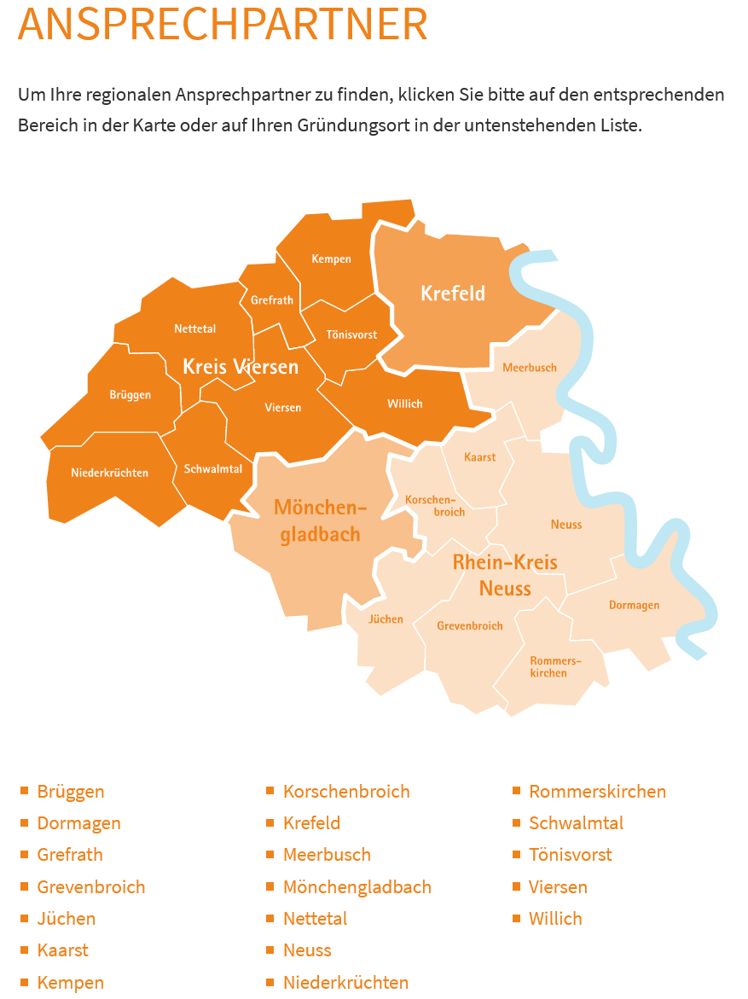 ANSPRECHPARTNER
Um Ihre regionalen Ansprechpartner zu finden, klicken Sie bitte auf den entsprechenden
Bereich in der Karte oder auf Ihren Gründungsort in der untenstehenden Liste.
Kempen
Krefeld
Grefrath
Nettetal
Tönisvorst
Kreis Viersen
Meerbusch
Brüggen
Viersen
Willich
Kaarst
Niederkrüchten
Schwalmtal
Mönchen-
gladbach
Korschen-
broich
Neuss
Rhein-Kreis
Neuss
Dormagen
Jüchen
Grevenbroich
Rommers-
kirchen
Brüggen
Dormagen
Grefrath
Grevenbroich
Jüchen
Kaarst
Kempen
Korschenbroich
Krefeld
Meerbusch
Mönchengladbach
Nettetal
Neuss
Niederkrüchten
Rommerskirchen
Schwalmtal
Tönisvorst
Viersen
Willich